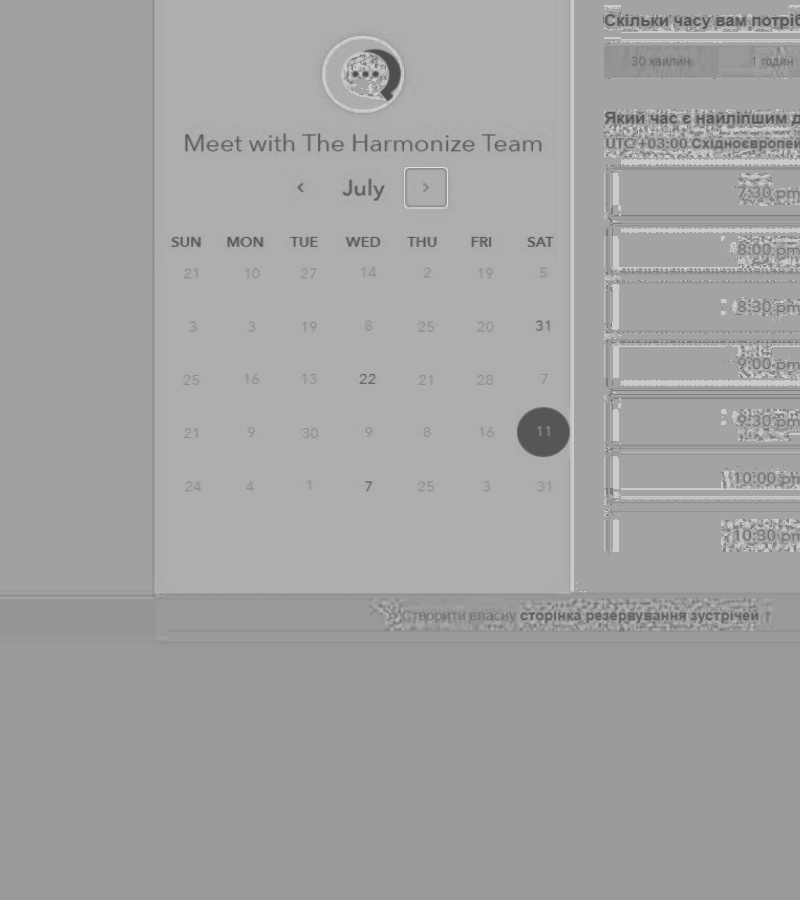 Meet with The Harmonize Team
July
SUN MON TUE WED THU FRI SAT
21 10 27 14 2 19 5
3 3 19 8 25 20 31
25 16 13 22 21 28 7
21 9 30 9 8 16 11
24 4 1 7 25 3 31
Скільки часу вам потріб
30 хвилин 1 годин
Який час є найліпшим д
UTC +03:00 Східноєвропей
7:30 pm
8:00 pm
8:30 pm
9:00 pm
9:30 pm
10:00 pm
10:30 pm
Створити власну сторінка резервування зустрічей